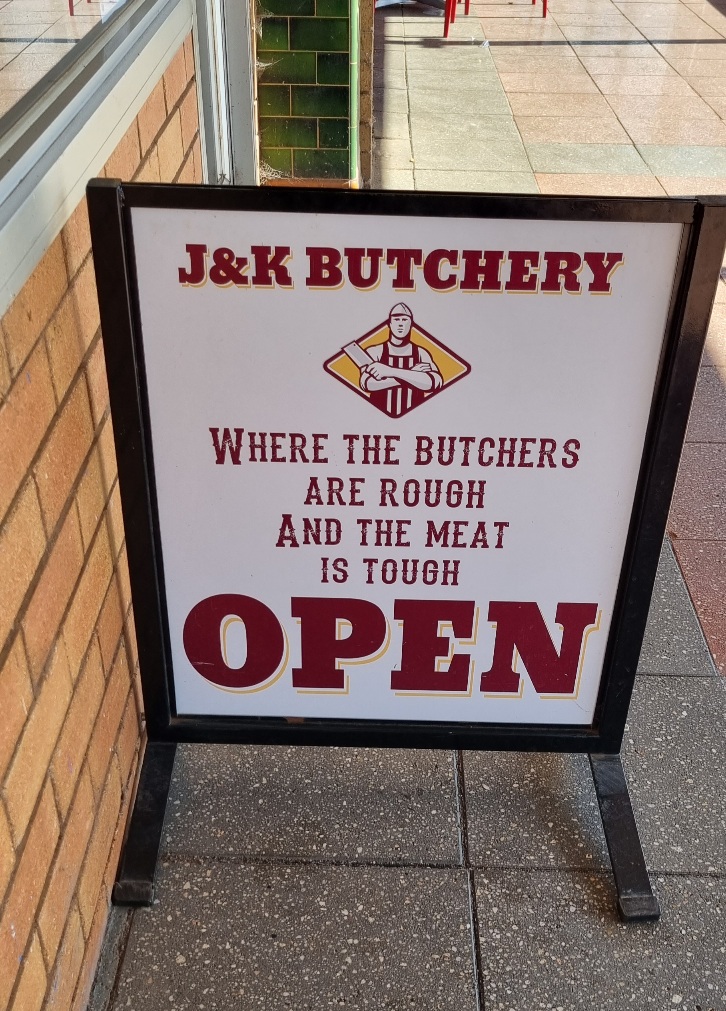 J&K BUTCHERY
WHERE THE BUTCHERS
ARE ROUGH
AND THE MEAT
IS TOUGH
OPEN